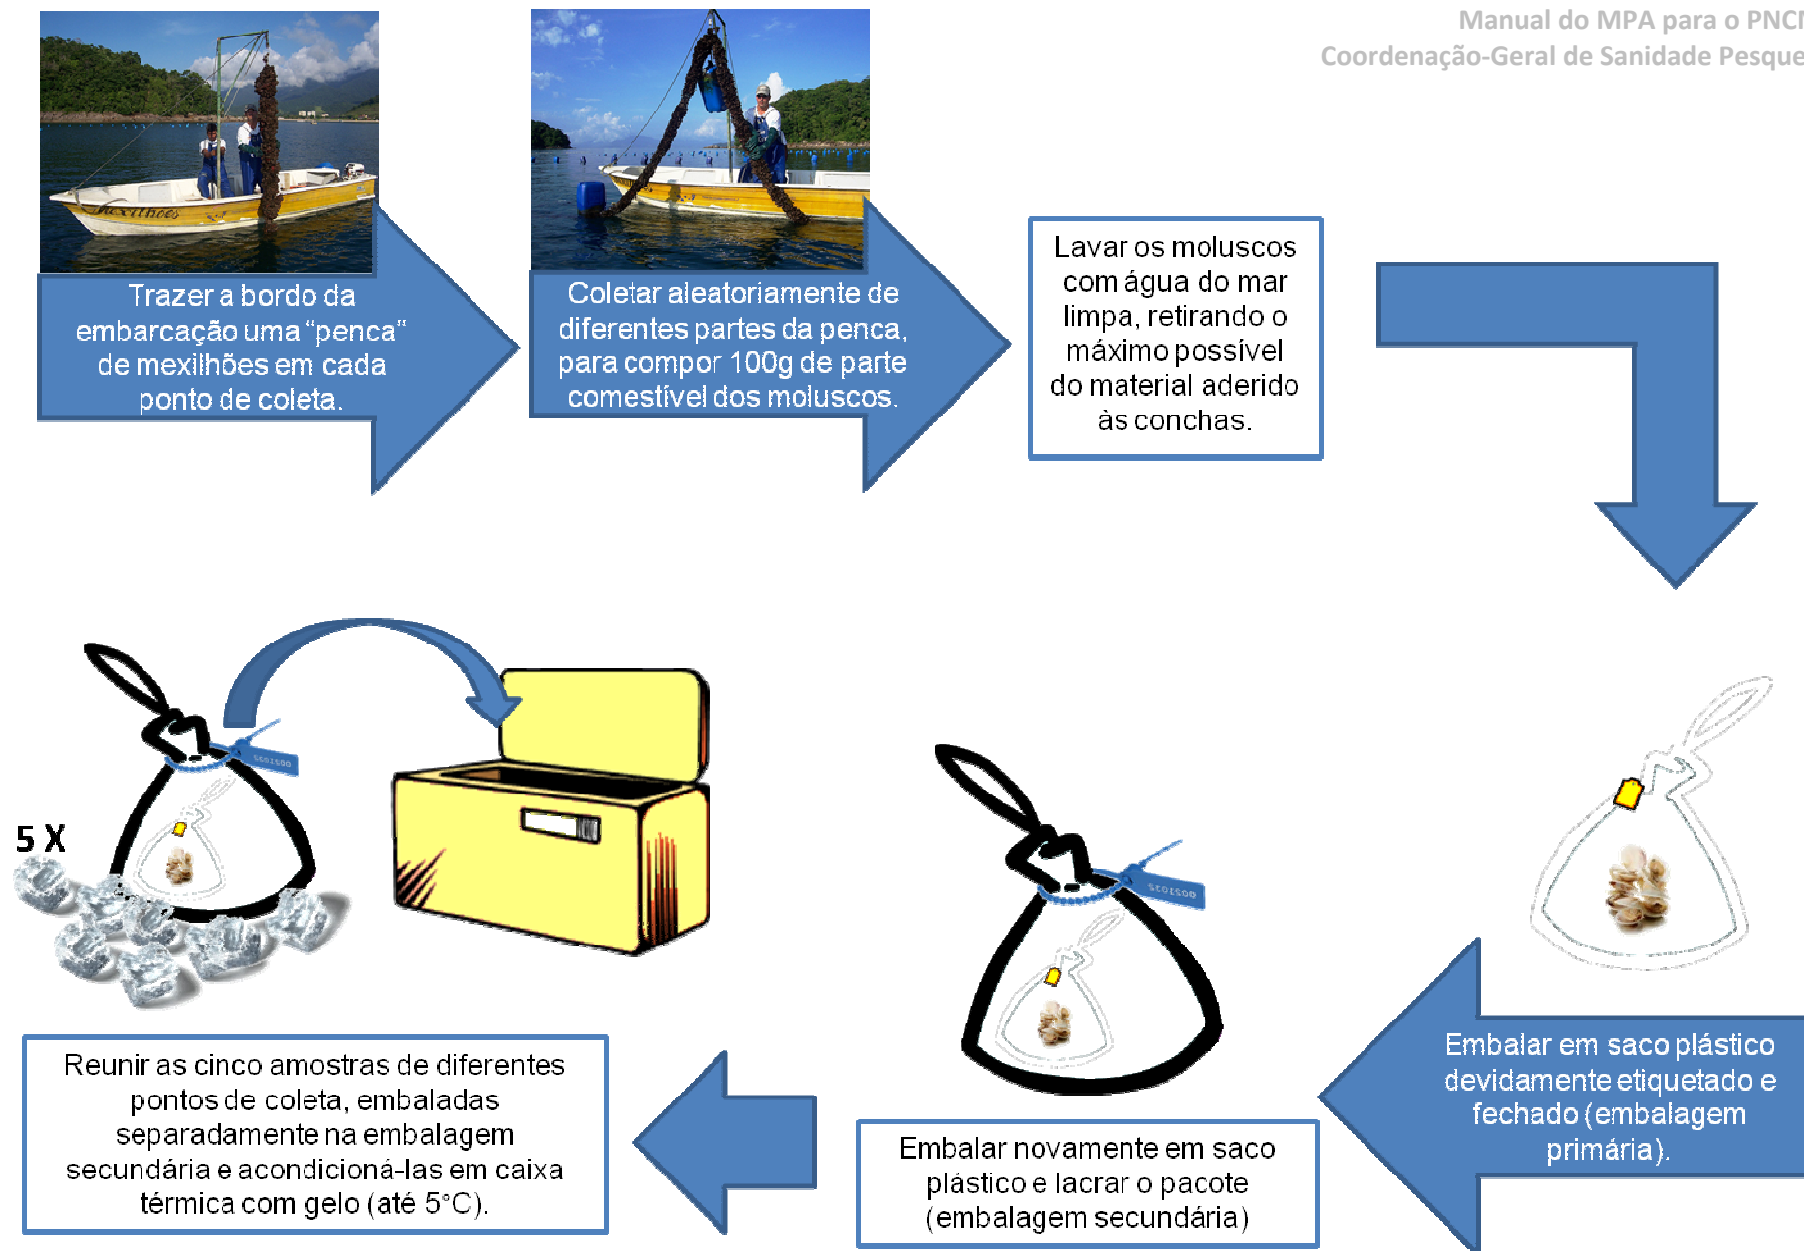 Manual do MPA para o PNCM
Coordenação-Geral de Sanidade Pesque
Trazer a bordo da
embarcação uma “penca“
de mexilhões em cada
ponto de coleta.
Coletar aleatoriamente de
diferentes partes da penca,
para compor 100g de parte
comestível dos moluscos.
Lavar os moluscos
com água do mar
limpa, retirando o
máximo possível
do material aderido
às conchas.
Embalar em saco plástico
devidamente etiquetado e
fechado (embalagem
primária).
Embalar novamente em saco
plástico e lacrar o pacote
(embalagem secundária)
5 X
Reunir as cinco amostras de diferentes
pontos de coleta, embaladas
separadamente na embalagem
secundária e acondicioná-las em caixa
térmica com gelo (até 5°C).